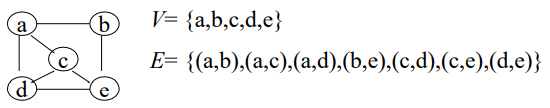 a b
c
d e
V= {a,b,c,d,e}
E= {(a,b),(a,c),(a,d),(b,e),(c,d),(c,e),(d,e)}